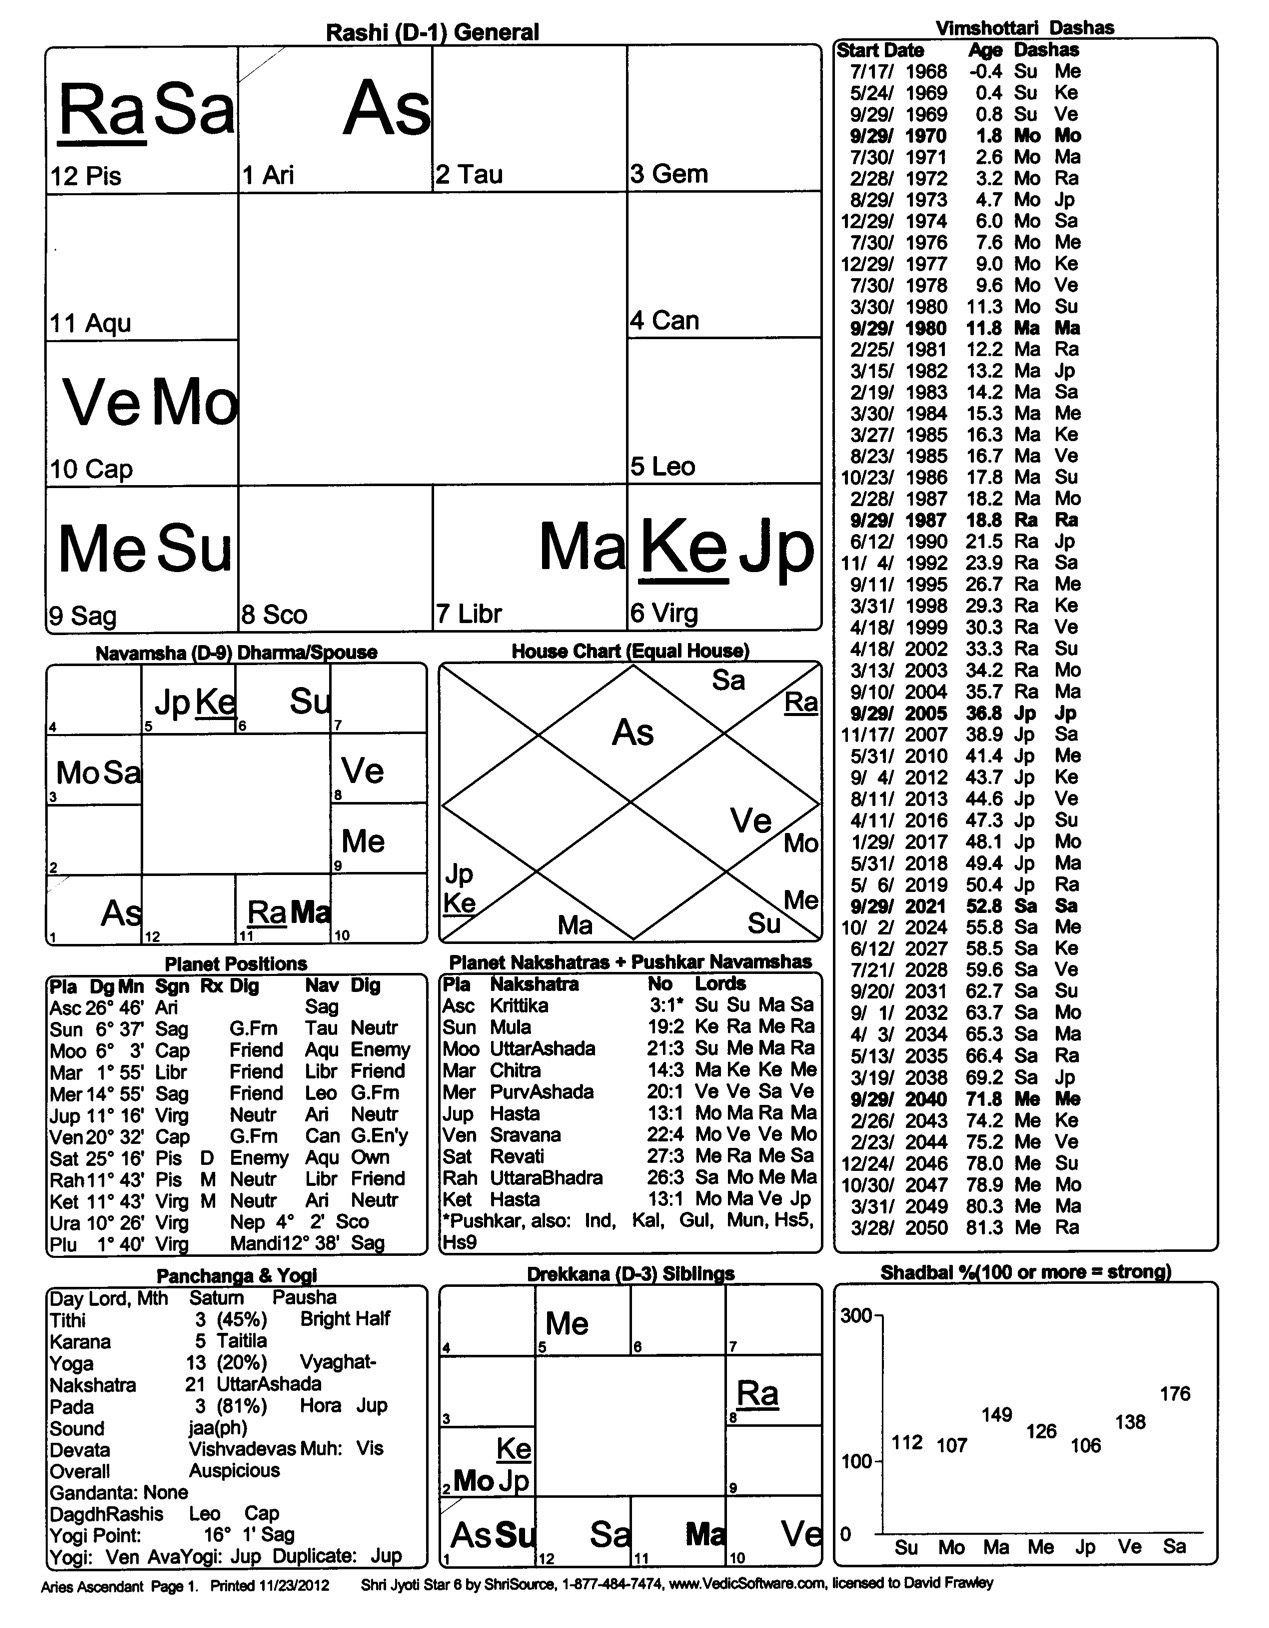 Rashi (D-1) General
Ra Sa
As
12 Pis
1 Ari
2 Tau
3 Gem
11 Aqu
4 Can
Ve Mo
10 Cap
5 Leo
Me Su
Ma
Ke Jp
9 Sag
8 Sco
7 Libr
6 Virg
Vimshottari Dashas
Start Date Age Dashas
7/17/ 1968 -0.4 Su Me
5/24/ 1969 0.4 Su Ke
9/29/ 1969 0.8 Su Ve
9/29/ 1970 1.8 Mo Mo
7/30/ 1971 2.6 Mo Ma
2/28/ 1972 3.2 Mo Ra
8/29/ 1973 4.7 Mo Jp
12/29/ 1974 6.0 Mo Sa
7/30/ 1976 7.6 Mo Me
12/29/ 1977 9.0 Mo Ke
7/30/ 1978 9.6 Mo Ve
3/30/ 1980 11.3 Mo Su
9/29/ 1980 11.8 Ma Ma
2/25/ 1981 12.2 Ma Ra
3/15/ 1982 13.2 Ma Jp
2/19/ 1983 14.2 Ma Sa
3/30/ 1984 15.3 Ma Me
3/27/ 1985 16.3 Ma Ke
8/23/ 1985 16.7 Ma Ve
10/23/ 1986 17.8 Ma Su
2/28/ 1987 18.2 Ma Mo
9/29/ 1987 18.8 Ra Ra
6/12/ 1990 21.5 Ra Jp
11/ 4/ 1992 23.9 Ra Sa
9/11/ 1995 26.7 Ra Me
3/31/ 1998 29.3 Ra Ke
4/18/ 1999 30.3 Ra Ve
4/18/ 2002 33.3 Ra Su
3/13/ 2003 34.2 Ra Mo
9/10/ 2004 35.7 Ra Ma
9/29/ 2005 36.8 Jp Jp
11/17/ 2007 38.9 Jp Sa
5/31/ 2010 41.4 Jp Me
9/ 4/ 2012 43.7 Jp Ke
8/11/ 2013 44.6 Jp Ve
4/11/ 2016 47.3 Jp Su
1/29/ 2017 48.1 Jp Mo
5/31/ 2018 49.4 Jp Ma
5/ 6/ 2019 50.4 Jp Ra
9/29/ 2021 52.8 Sa Sa
10/ 2/ 2024 55.8 Sa Me
6/12/ 2027 58.5 Sa Ke
7/21/ 2028 59.6 Sa Ve
9/20/ 2031 62.7 Sa Su
9/ 1/ 2032 63.7 Sa Mo
4/ 3/ 2034 65.3 Sa Ma
5/13/ 2035 66.4 Sa Ra
3/19/ 2038 69.2 Sa Jp
9/29/ 2040 71.8 Me Me
2/26/ 2043 74.2 Me Ke
2/23/ 2044 75.2 Me Ve
12/24/ 2046 78.0 Me Su
10/30/ 2047 78.9 Me Mo
3/31/ 2049 80.3 Me Ma
3/28/ 2050 81.3 Me Ra
Navamsha (D-9) Dharma/Spouse
Jp Ke
Su
4
5
6
7
Mo Sa
Ve
3
8
Me
2
9
As
Ra Ma
1
12
11
10
House Chart (Equal House)
Sa
Ra
As
Ve
Mo
Jp
Ke
Me
Ma
Su
Planet Positions
Pla Dg Mn Sgn Rx Dig Nav Dig
Asc 26° 46' Ari Sag
Sun 6° 37' Sag G.Frn Tau Neutr
Moo 6° 3' Cap Friend Aqu Enemy
Mar 1° 55' Libr Friend Libr Friend
Mer 14° 55' Sag Friend Leo G.Frn
Jup 11° 16' Virg Neutr Ari Neutr
Ven 20° 32' Cap G.Frn Can G.En'y
Sat 25° 16' Pis D Enemy Aqu Own
Rah 11° 43' Pis M Neutr Libr Friend
Ket 11° 43' Virg M Neutr Ari Neutr
Ura 10° 26' Virg Nep 4° 2' Sco
Plu 1° 40' Virg Mandi 12° 38' Sag
Planet Nakshatras + Pushkar Navamshas
Pla Nakshatra No Lords
Asc Krittika 3:1* Su Su Ma Sa
Sun Mula 19:2 Ke Ra Me Ra
Moo UttarAshada 21:3 Su Me Ma Ra
Mar Chitra 14:3 Ma Ke Ke Me
Mer PurvAshada 20:1 Ve Ve Sa Ve
Jup Hasta 13:1 Mo Ma Ra Ma
Ven Sravana 22:4 Mo Ve Ve Mo
Sat Revati 27:3 Me Ra Me Sa
Rah UttaraBhadra 26:3 Sa Mo Me Ma
Ket Hasta 13:1 Mo Ma Ve Jp
*Pushkar, also: Ind, Kal, Gul, Mun, Hs5,
Hs9
Panchanga & Yogi
Day Lord, Mth Saturn Pausha
Tithi 3 (45%) Bright Half
Karana 5 Taitila
Yoga 13 (20%) Vyaghat-
Nakshatra 21 UttarAshada
Pada 3 (81%) Hora Jup
Sound jaa(ph)
Devata Vishvadevas Muh: Vis
Overall Auspicious
Gandanta: None
DagdhRashis Leo Cap
Yogi Point: 16° 1' Sag
Yogi: Ven AvaYogi: Jup Duplicate: Jup
Drekkana (D-3) Siblings
Me
4
5
6
7
Ra
3
8
Ke
Mo Jp
2
9
As Su
Sa
Ma
Ve
1
12
11
10
Shadbal %(100 or more = strong)
300
176
149
138
126
112
107
106
100
0
Su Mo Ma Me Jp Ve Sa
Aries Ascendant Page 1. Printed 11/23/2012 Shri Jyoti Star 6 by ShriSource, 1-877-484-7474, www.VedicSoftware.com, licensed to David Frawley